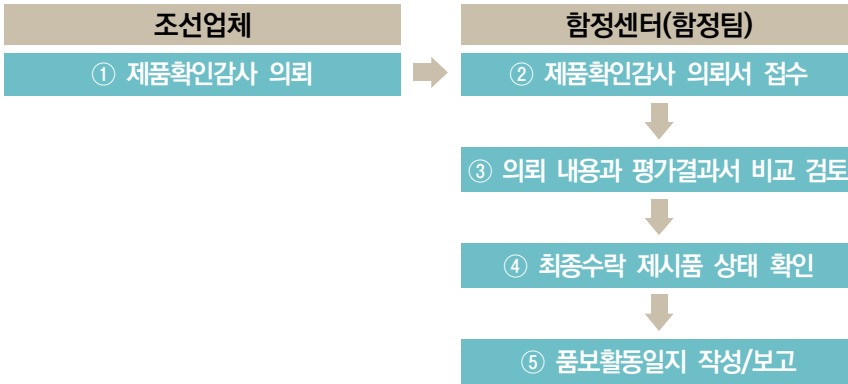 조선업체
함정센터(함정팀)
① 제품확인감사 의뢰
② 제품확인감사 의뢰서 접수
③ 의뢰 내용과 평가결과서 비교 검토
④ 최종수락 제시품 상태 확인
⑤ 품보활동일지 작성/보고